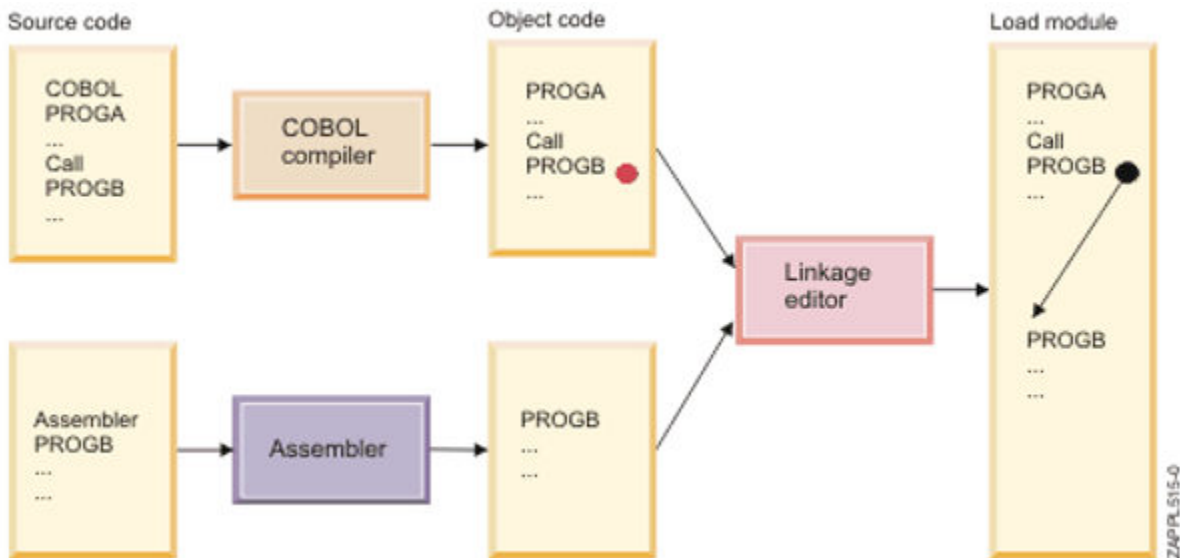 Source code
COBOL
PROGA
...
Call
PROGB
...
COBOL
compiler
Object code
PROGA
...
Call
PROGB
...
Assembler
PROGB
...
...
Assembler
PROGB
...
...
Linkage
editor
Load module
PROGA
...
Call
PROGB
...
PROGB
...
...
ZAPPL515-0